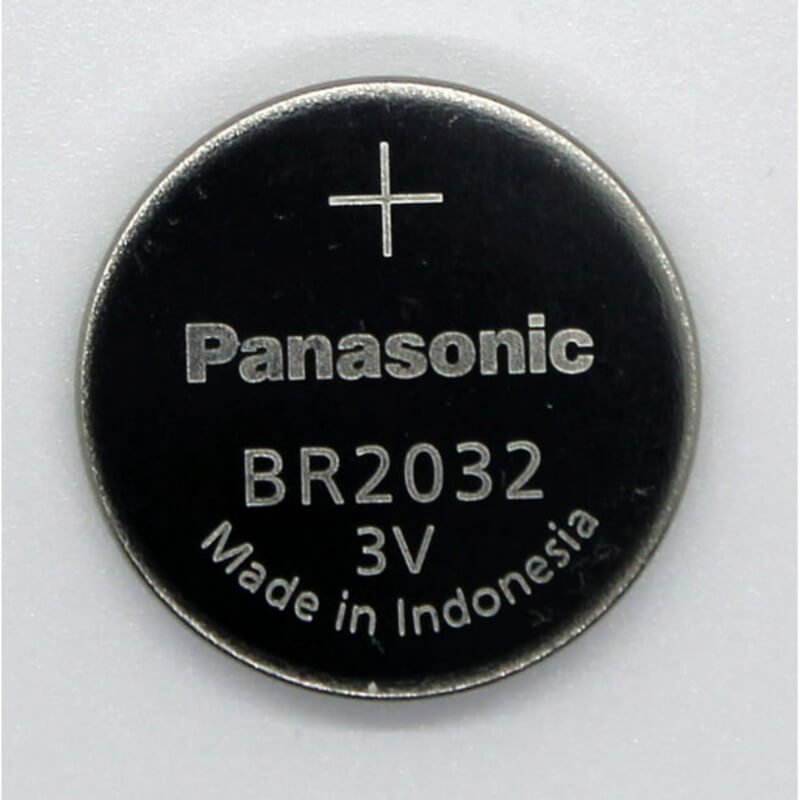 +
Panasonic
BR2032
3V
Made in Indonesia